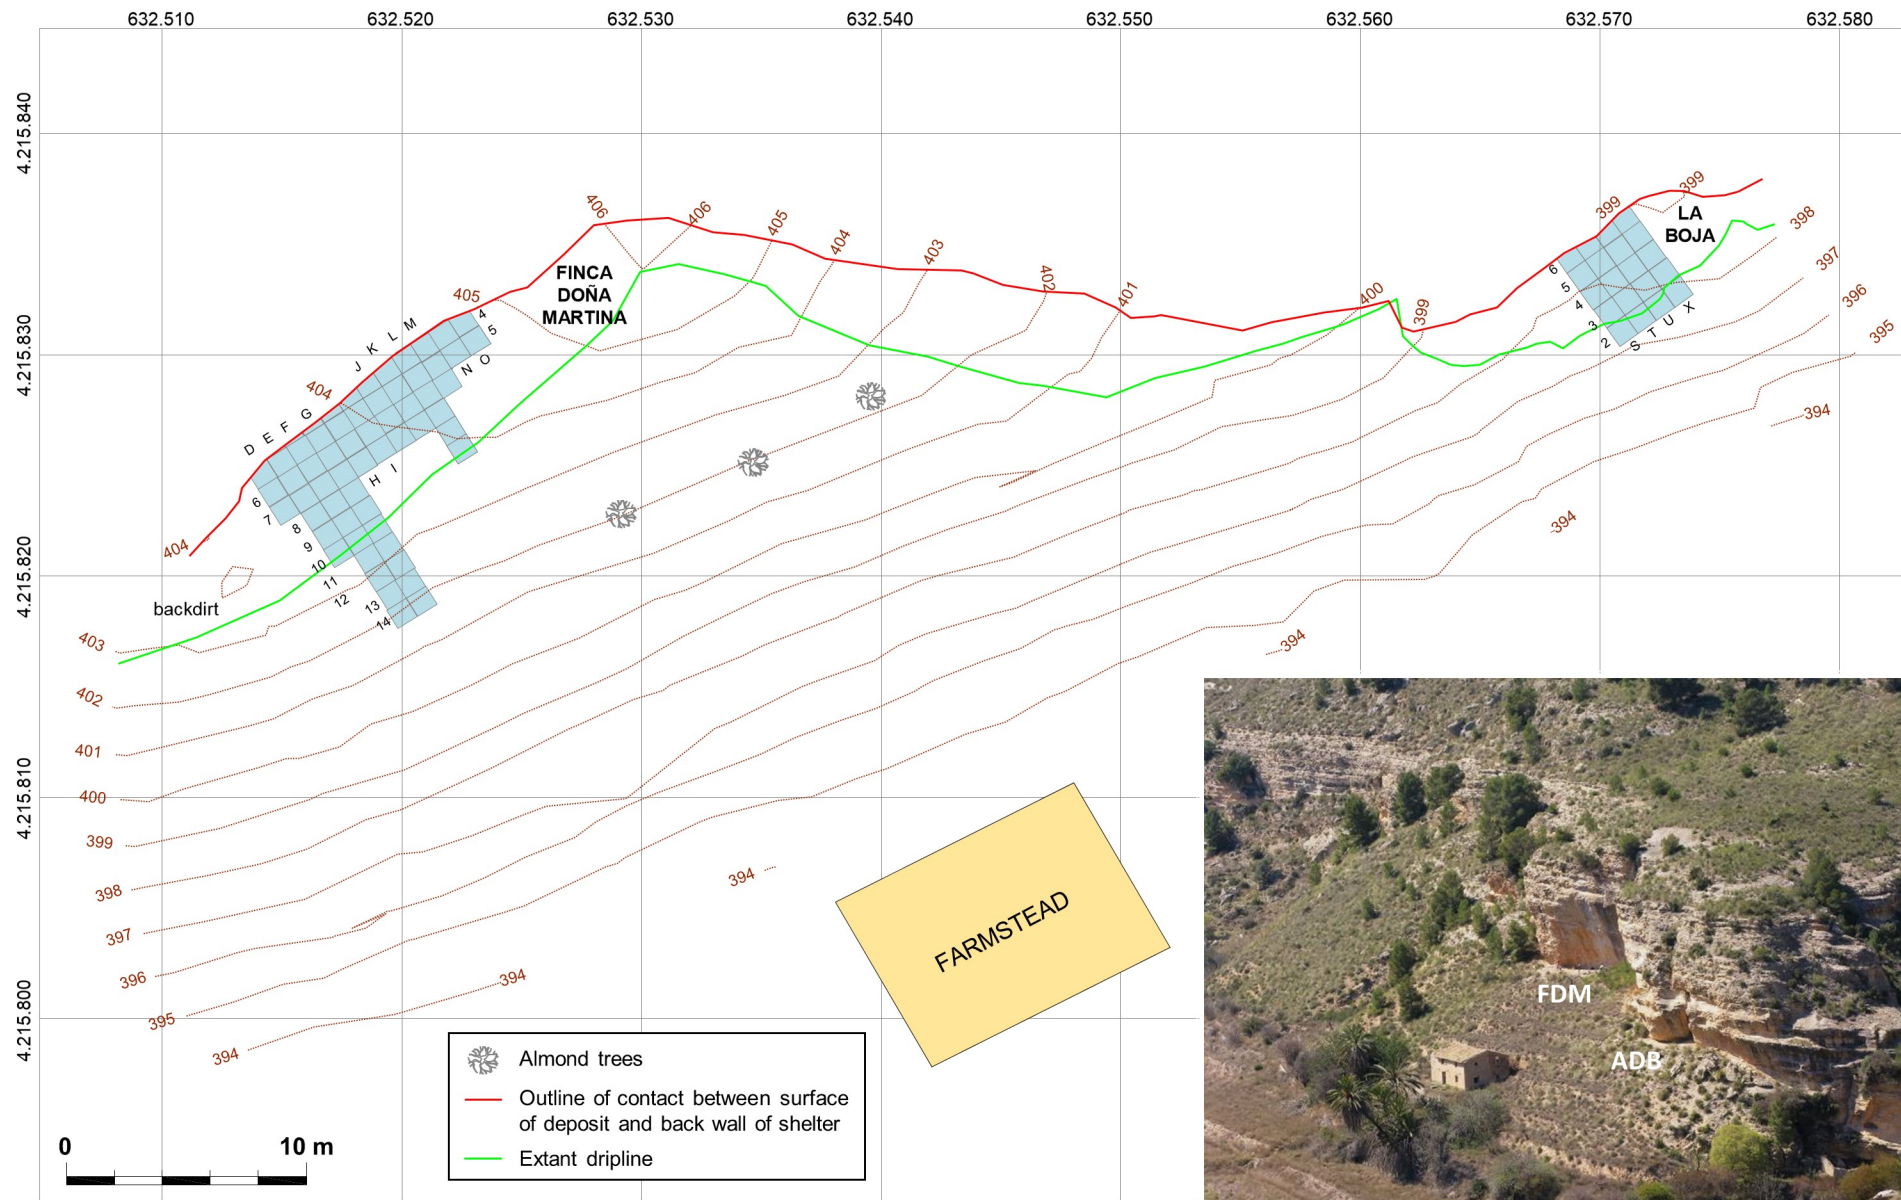 632.510 632.520 632.530 632.540 632.550 632.560 632.570 632.580
4.215.840
4.215.830
4.215.820
4.215.810
4.215.800
406
406
405
404
403
402
401
400
399
399
399
398
397
396
395
394
-394
394
394
394
394
395
396
397
398
399
400
401
402
403
404
404
405
FINCA
DOÑA
MARTINA
LA
BOJA
D E F G
J K L M
4
5
N O
H I
6
7
8
9
10
11
12
13
14
6
5
4
3
2
S T U X
backdirt
FARMSTEAD
Almond trees
Outline of contact between surface
of deposit and back wall of shelter
Extant dripline
0 10 m
FDM
ADB